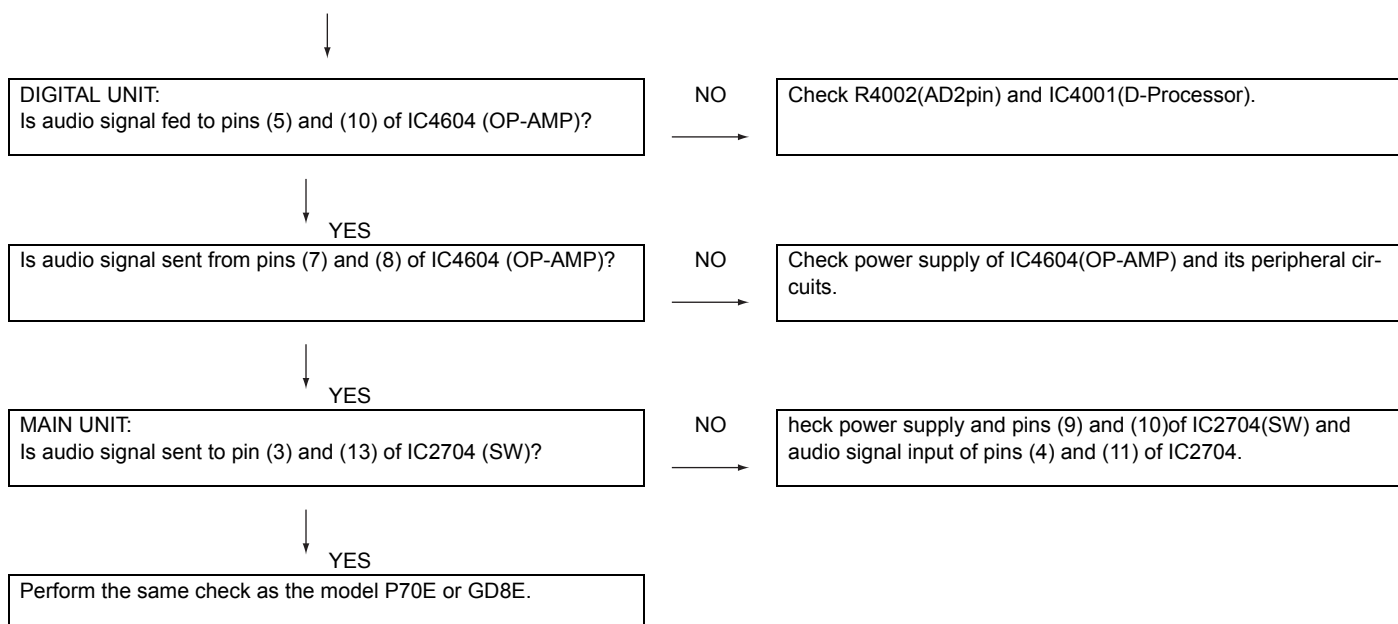 DIGITAL UNIT:
Is audio signal fed to pins (5) and (10) of IC4604 (OP-AMP)?
NO
Check R4002(AD2pin) and IC4001(D-Processor).
YES
Is audio signal sent from pins (7) and (8) of IC4604 (OP-AMP)?
NO
Check power supply of IC4604(OP-AMP) and its peripheral cir-
cuits.
YES
MAIN UNIT:
Is audio signal sent to pin (3) and (13) of IC2704 (SW)?
NO
heck power supply and pins (9) and (10)of IC2704(SW) and
audio signal input of pins (4) and (11) of IC2704.
YES
Perform the same check as the model P70E or GD8E.